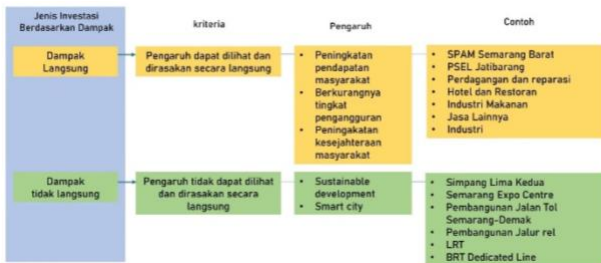 Jenis Investasi
Berdasarkan Dampak
kriteria
Pengaruh
Contoh
Dampak
Langsung
Pengaruh dapat dilihat dan
dirasakan secara langsung
• Peningkatan
pendapatan
masyarakat
• Berkurangnya
tingkat
pengangguran
• Peningakatan
kesejahteraan
masyarakat
• SPAM Semarang Barat
• PSEL Jatibarang
• Perdagangan dan reparasi
• Hotel dan Restoran
• Industri Makanan
• Jasa Lainnya
• Industri
Dampak
tidak langsung
Pengaruh tidak dapat dilihat
dan dirasakan secara
langsung
• Sustainable
development
• Smart city
• Simpang Lima Kedua
• Semarang Expo Centre
• Pembangunan Jalan Tol
Semarang-Demak
• Pembangunan Jalur rel
• LRT
• BRT Dedicated Line